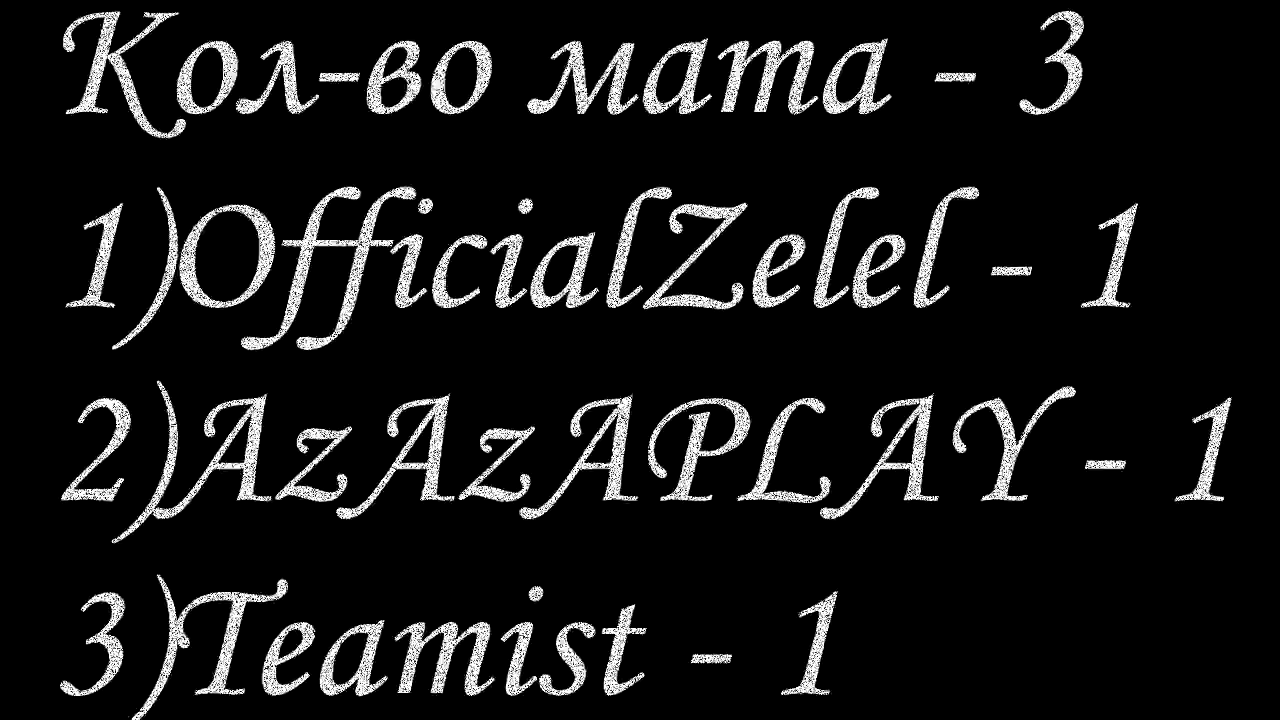 Кол-во мата - 3
1)OfficialZelel - 1
2)AzAzAPLAY - 1
3)Teamist - 1